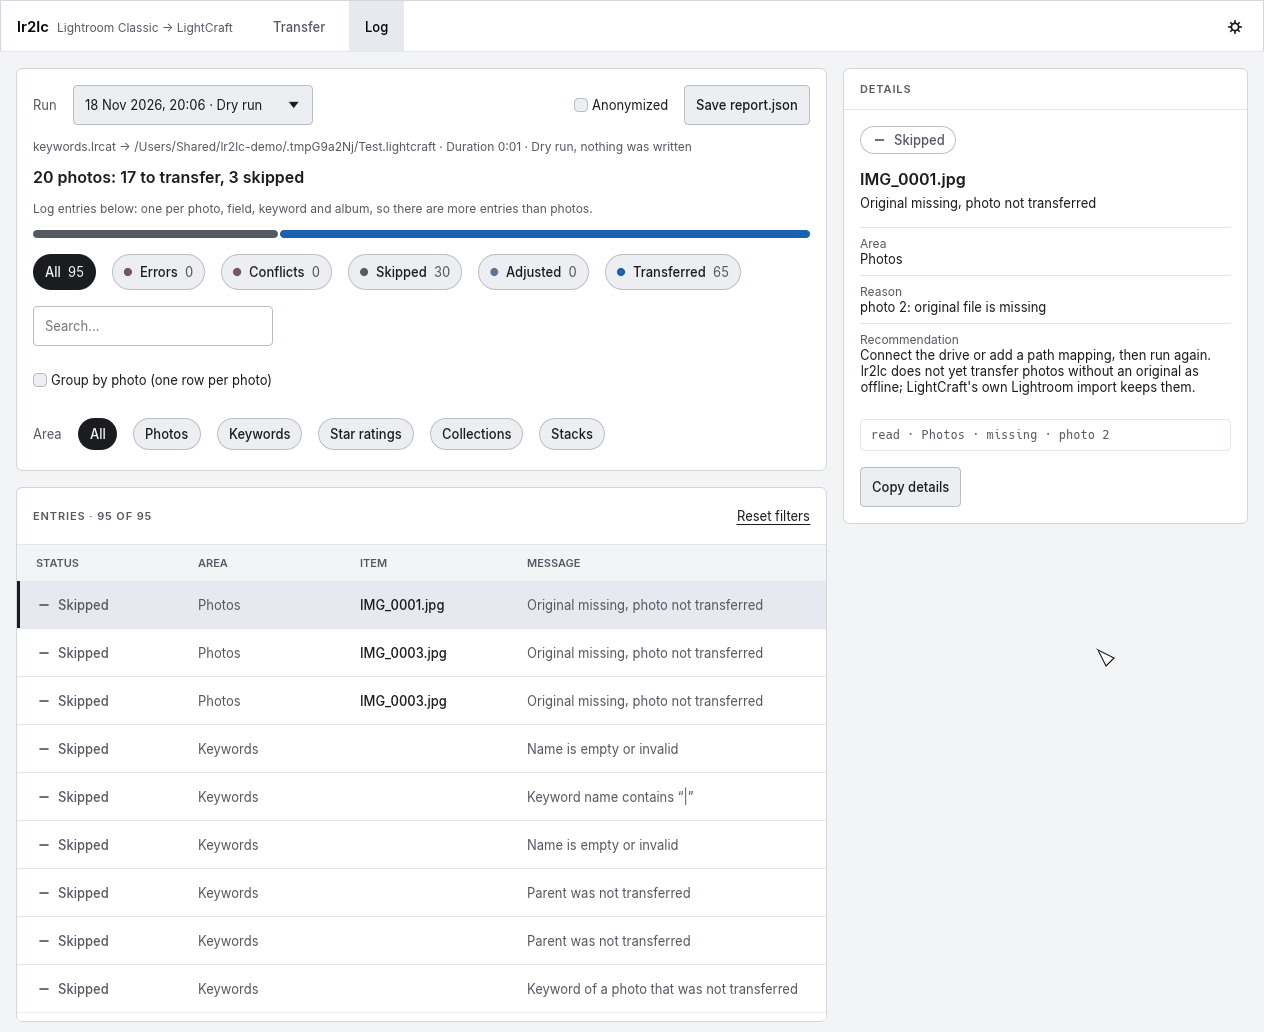 lr2lc Lightroom Classic → LightCraft Transfer Log
Run 18 Nov 2026, 20:06 · Dry run Anonymized Save report.json
keywords.lrcat → /Users/Shared/lr2lc-demo/.tmpG9a2Nj/Test.lightcraft · Duration 0:01 · Dry run, nothing was written
20 photos: 17 to transfer, 3 skipped
Log entries below: one per photo, field, keyword and album, so there are more entries than photos.
All 95 Errors 0 Conflicts 0 Skipped 30 Adjusted 0 Transferred 65
Search...
Group by photo (one row per photo)
Area All Photos Keywords Star ratings Collections Stacks
ENTRIES · 95 OF 95 Reset filters
STATUS AREA ITEM MESSAGE
Skipped Photos IMG_0001.jpg Original missing, photo not transferred
Skipped Photos IMG_0003.jpg Original missing, photo not transferred
Skipped Photos IMG_0003.jpg Original missing, photo not transferred
Skipped Keywords Name is empty or invalid
Skipped Keywords Keyword name contains “|”
Skipped Keywords Name is empty or invalid
Skipped Keywords Parent was not transferred
Skipped Keywords Parent was not transferred
Skipped Keywords Keyword of a photo that was not transferred
DETAILS
Skipped
IMG_0001.jpg
Original missing, photo not transferred
Area
Photos
Reason
photo 2: original file is missing
Recommendation
Connect the drive or add a path mapping, then run again.
lr2lc does not yet transfer photos without an original as
offline; LightCraft's own Lightroom import keeps them.
read · Photos · missing · photo 2
Copy details